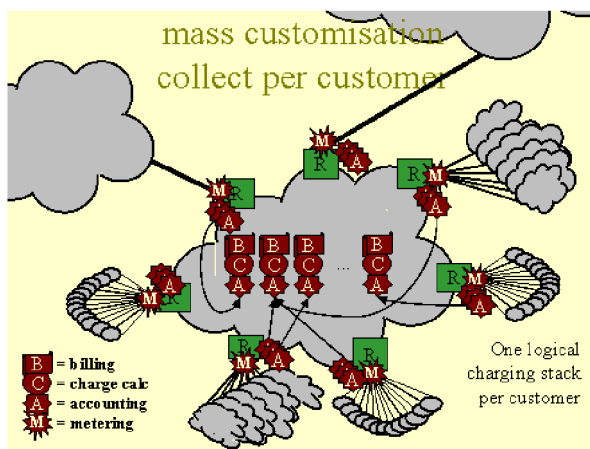 mass customisation
collect per customer
M
R
A
R
M
A
M
R
A
B B B ... B
C C C C
A A A A
A
M
R
R
M
A
R
M
A
R
A
M
B = billing
C = charge calc
A = accounting
M = metering
One logical
charging stack
per customer